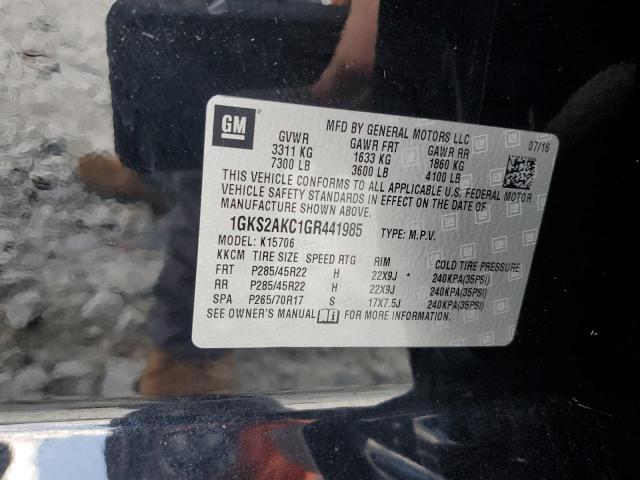 GM ®
MFD BY GENERAL MOTORS LLC 07/16
GVWR GAWR FRT GAWR RR
3311 KG 1633 KG 1860 KG
7300 LB 3600 LB 4100 LB
THIS VEHICLE CONFORMS TO ALL APPLICABLE U.S. FEDERAL MOTOR
VEHICLE SAFETY STANDARDS IN EFFECT ON THE DATE OF
MANUFACTURE SHOWN ABOVE.
1GKS2AKC1GR441985 TYPE: M.P.V.
MODEL: K15706
KKCM TIRE SIZE SPEED RTG RIM COLD TIRE PRESSURE
FRT P285/45R22 H 22X9J * 240KPA(35PSI)
RR P285/45R22 H 22X9J 240KPA(35PSI)
SPA P265/70R17 S 17X7.5J 240KPA(35PSI)
SEE OWNER'S MANUAL FOR MORE INFORMATION.